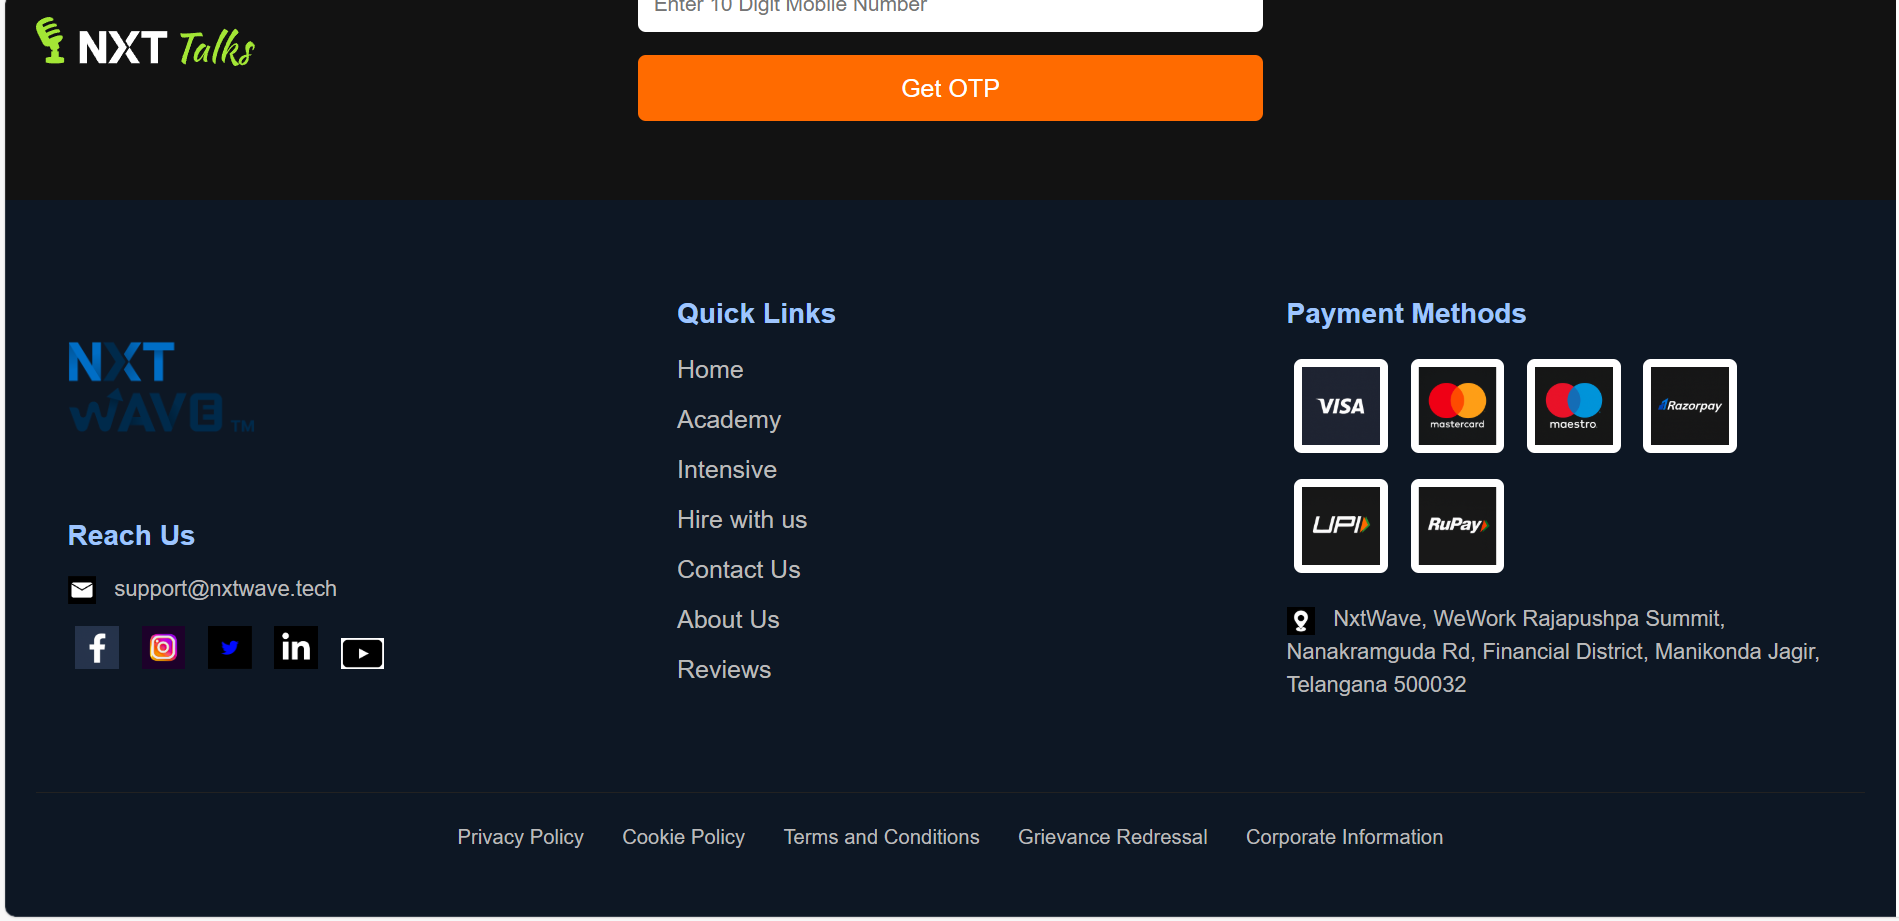 Enter 10 Digit Mobile Number
NXT Talks
Get OTP
NXT
WAVE TM
Reach Us
support@nxtwave.tech
f
in
Quick Links
Home
Academy
Intensive
Hire with us
Contact Us
About Us
Reviews
Payment Methods
VISA
mastercard
maestro
Razorpay
UPI
RuPay
NxtWave, WeWork Rajapushpa Summit,
Nanakramguda Rd, Financial District, Manikonda Jagir,
Telangana 500032
Privacy Policy
Cookie Policy
Terms and Conditions
Grievance Redressal
Corporate Information